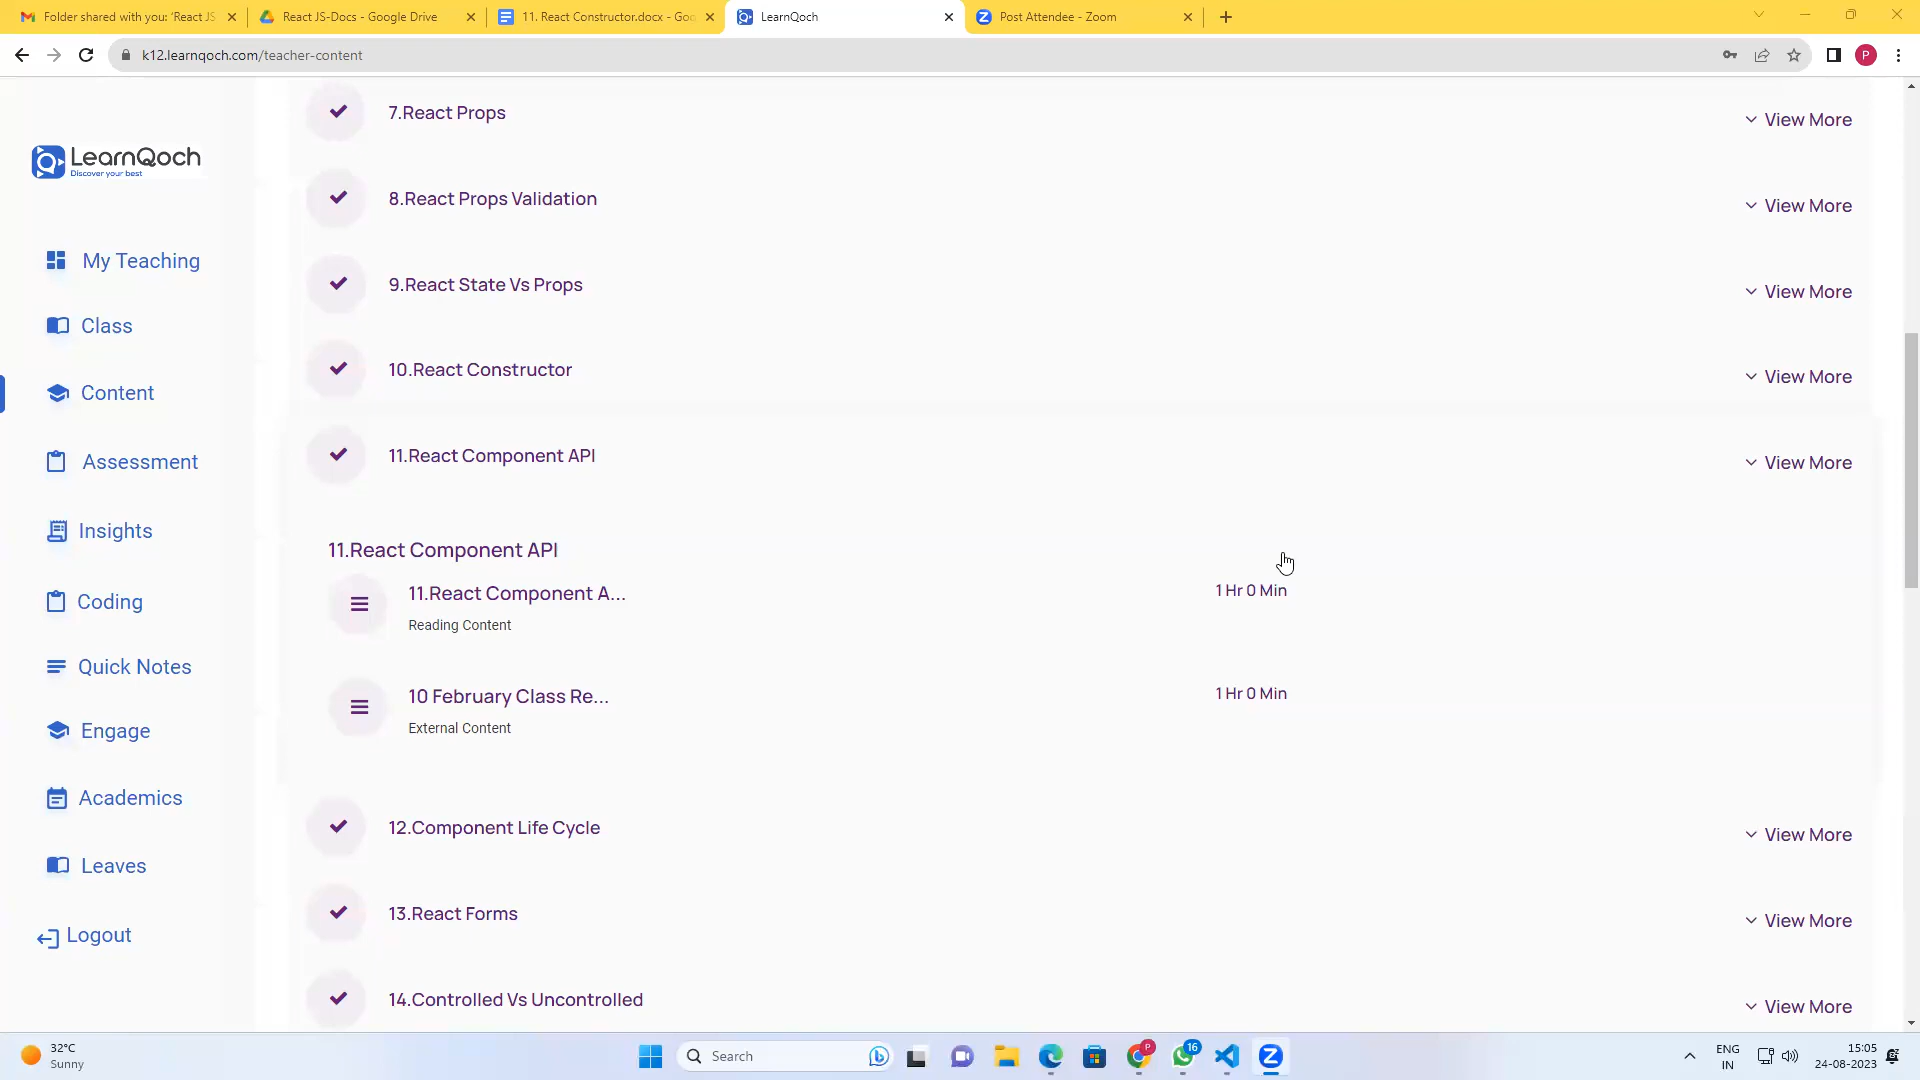 Folder shared with you: 'React JS
React JS-Docs - Google Drive
11. React Constructor.docx - Goo
LearnQoch
Post Attendee - Zoom
k12.learnqoch.com/teacher-content
LearnQoch
Discover your best
My Teaching
Class
Content
Assessment
Insights
Coding
Quick Notes
Engage
Academics
Leaves
Logout
7.React Props
View More
8.React Props Validation
View More
9.React State Vs Props
View More
10.React Constructor
View More
11.React Component API
View More
11.React Component API
11.React Component A...
1 Hr 0 Min
Reading Content
10 February Class Re...
1 Hr 0 Min
External Content
12.Component Life Cycle
View More
13.React Forms
View More
14.Controlled Vs Uncontrolled
View More
32°C
Sunny
Search
P
P
16
ENG
IN
15:05
24-08-2023